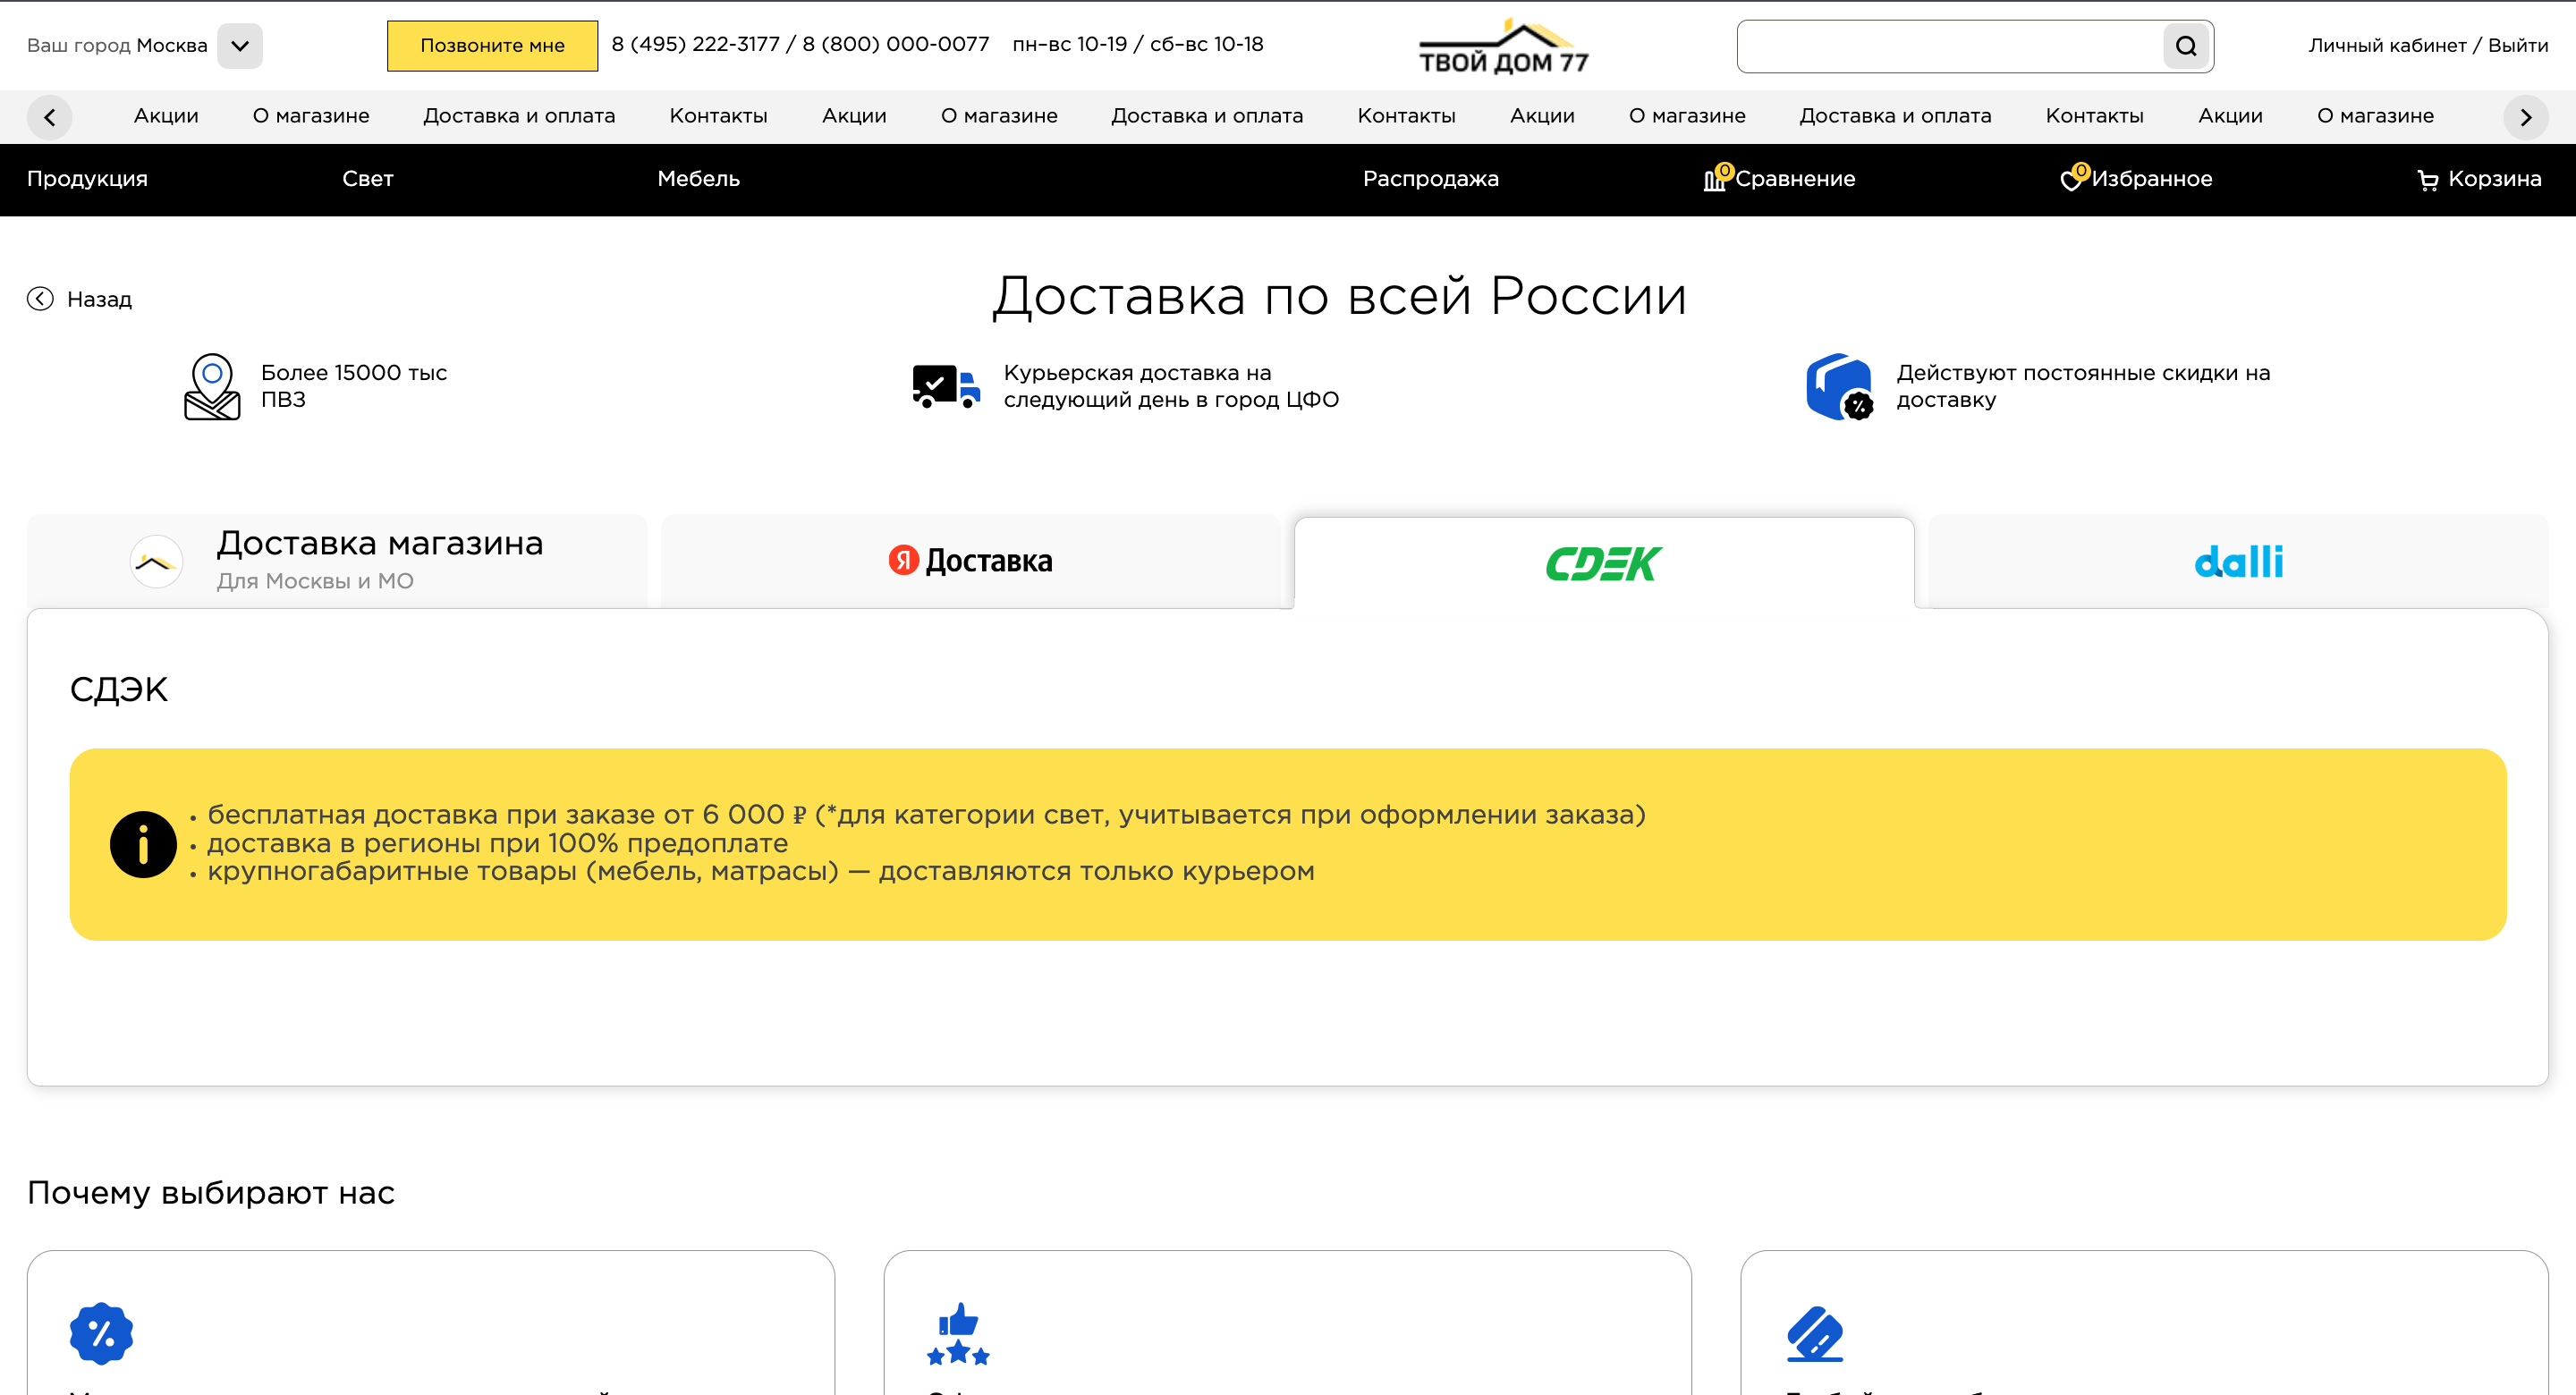 Ваш город Москва
Позвоните мне
8 (495) 222-3177 / 8 (800) 000-0077
пн–вс 10-19 / сб–вс 10-18
ТВОЙ ДОМ 77
Личный кабинет / Выйти
Акции О магазине Доставка и оплата Контакты Акции О магазине Доставка и оплата Контакты Акции О магазине Доставка и оплата Контакты Акции О магазине
Продукция Свет Мебель Распродажа 0 Сравнение 0 Избранное Корзина
Назад
Доставка по всей России
Более 15000 тыс
ПВЗ
Курьерская доставка на
следующий день в город ЦФО
Действуют постоянные скидки на
доставку
Доставка магазина
Для Москвы и МО
Я Доставка
CDEK
dalli
СДЭК
• бесплатная доставка при заказе от 6 000 ₽ (*для категории свет, учитывается при оформлении заказа)
• доставка в регионы при 100% предоплате
• крупногабаритные товары (мебель, матрасы) — доставляются только курьером
Почему выбирают нас